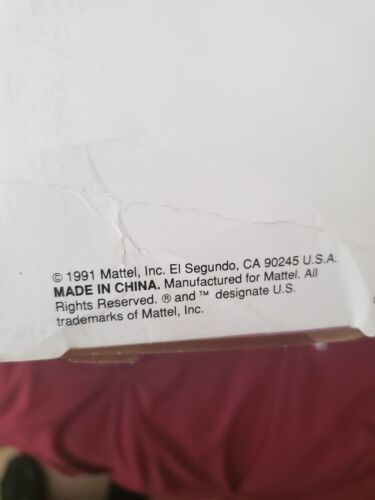 © 1991 Mattel, Inc. El Segundo, CA 90245 U.S.A.
MADE IN CHINA. Manufactured for Mattel. All
Rights Reserved. ® and ™ designate U.S.
trademarks of Mattel, Inc.